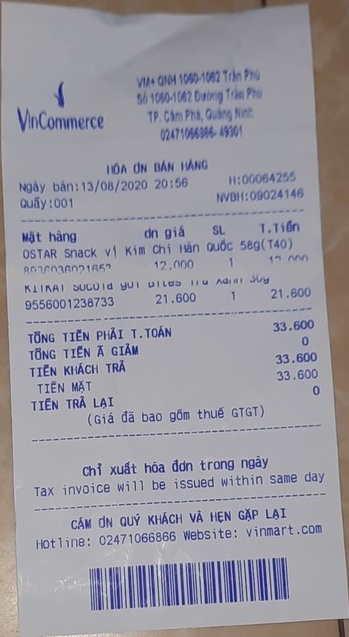 VinCommerce
VM+ QNH 1060-1062 Trần Phú
Số 1060-1062 Đường Trần Phú
TP. Cẩm Phả, Quảng Ninh
02471066866- 49301
HÓA ĐN BÁN HÀNG
Ngày bán:13/08/2020 20:56 H:00064255
Quầy:001 NVBH:09024146
Mặt hàng đn giá SL T.Tiền
OSTAR Snack vị Kim Chi Hàn Quốc 58g(T40)
8936036021652 12.000 1 12.000
KITKAT Socola gói Bites Trà Xanh
9556001238733 21.600 1 21.600
TỔNG TIỀN PHẢI T.TOÁN 33.600
TỔNG TIỀN Ã GIẢM 0
TIỀN KHÁCH TRẢ 33.600
TIỀN MẶT 33.600
TIỀN TRẢ LẠI 0
(Giá đã bao gồm thuế GTGT)
Chỉ xuất hóa đơn trong ngày
Tax invoice will be issued within same day
CÁM ƠN QUÝ KHÁCH VÀ HẸN GẶP LẠI
Hotline: 02471066866 Website: vinmart.com